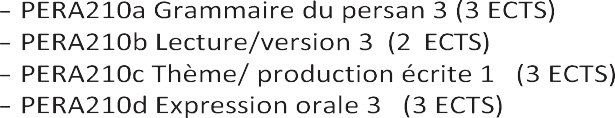 – PERA210a Grammaire du persan 3 (3 ECTS)
– PERA210b Lecture/version 3 (2 ECTS)
– PERA210c Thème/ production écrite 1 (3 ECTS)
– PERA210d Expression orale 3 (3 ECTS)